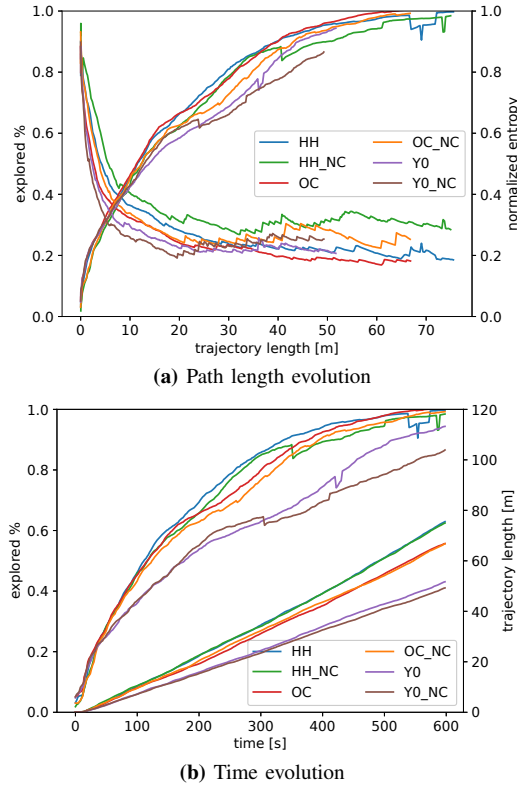 1.0
0.8
0.6
0.4
0.2
0.0
explored %
1.0
0.8
0.6
0.4
0.2
0.0
normalized entropy
HH
HH_NC
OC
OC_NC
Y0
Y0_NC
0 10 20 30 40 50 60 70
trajectory length [m]
(a) Path length evolution
1.0
0.8
0.6
0.4
0.2
0.0
explored %
120
100
80
60
40
20
0
trajectory length [m]
HH
HH_NC
OC
OC_NC
Y0
Y0_NC
0 100 200 300 400 500 600
time [s]
(b) Time evolution